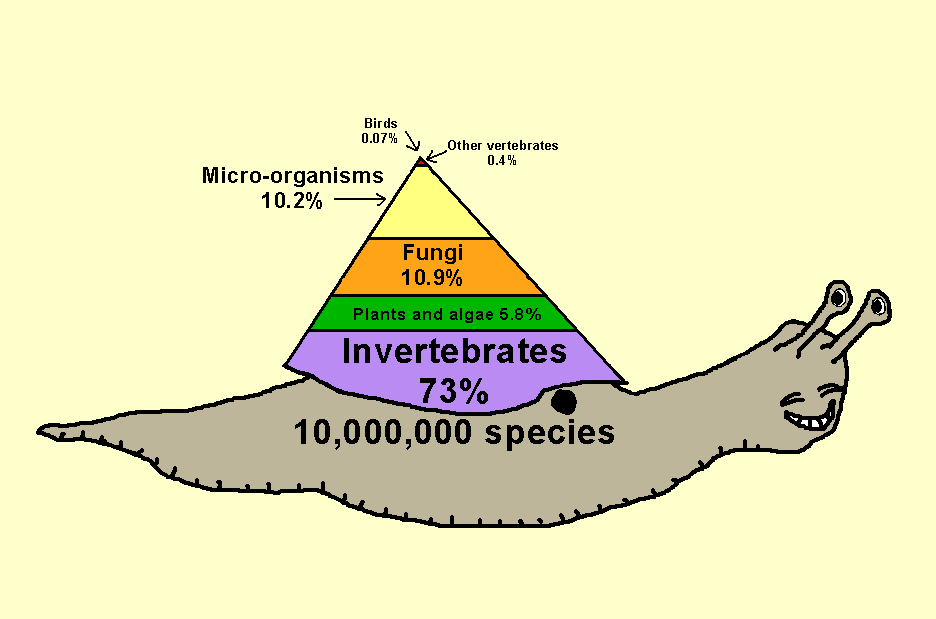 Birds
0.07%
Other vertebrates
0.4%
Micro-organisms
10.2%
Fungi
10.9%
Plants and algae 5.8%
Invertebrates
73%
10,000,000 species